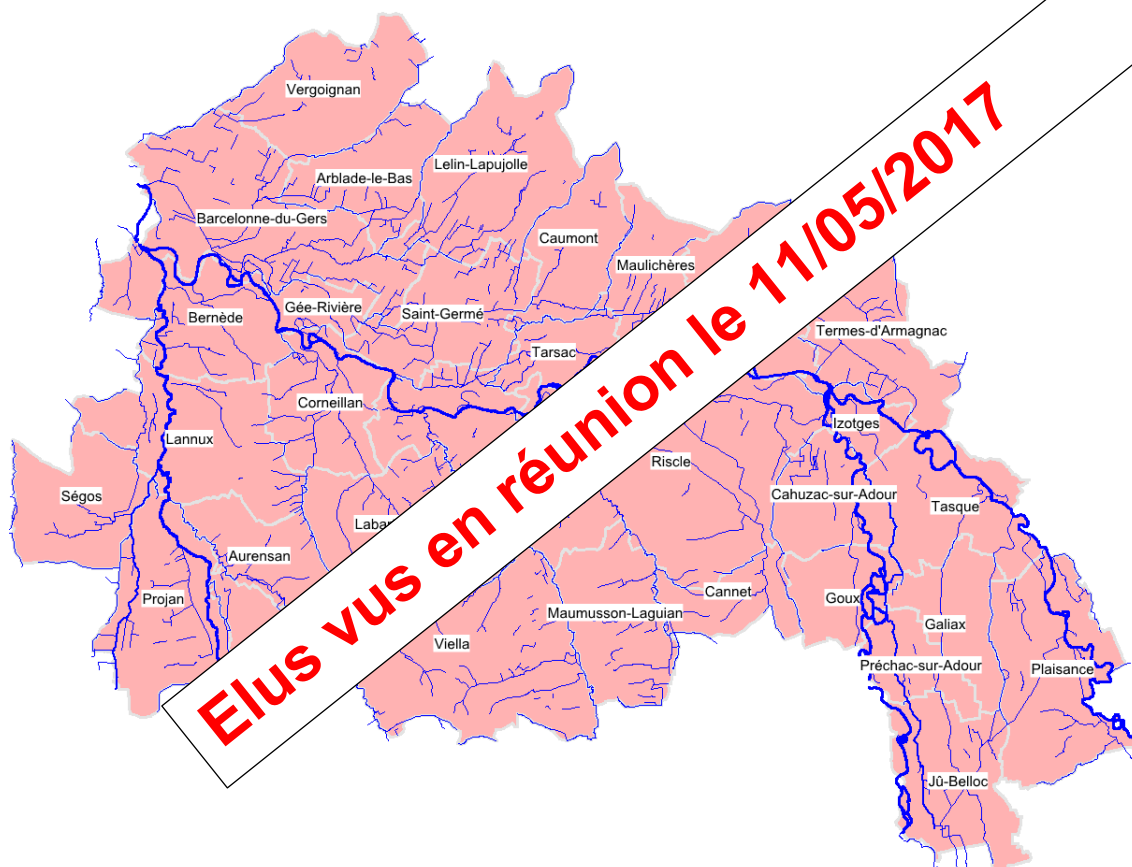 Vergoignan
Lelin-Lapujolle
Arblade-le-Bas
Barcelonne-du-Gers
Caumont
Maulichères
Gée-Rivière
Bernède
Saint-Germé
Termes-d'Armagnac
Tarsac
Corneillan
Izotges
Lannux
Riscle
Ségos
Cahuzac-sur-Adour
Tasque
Aurensan
Projan
Cannet
Goux
Maumusson-Laguian
Galiax
Viella
Préchac-sur-Adour
Plaisance
Jû-Belloc
Elus vus en réunion le 11/05/2017